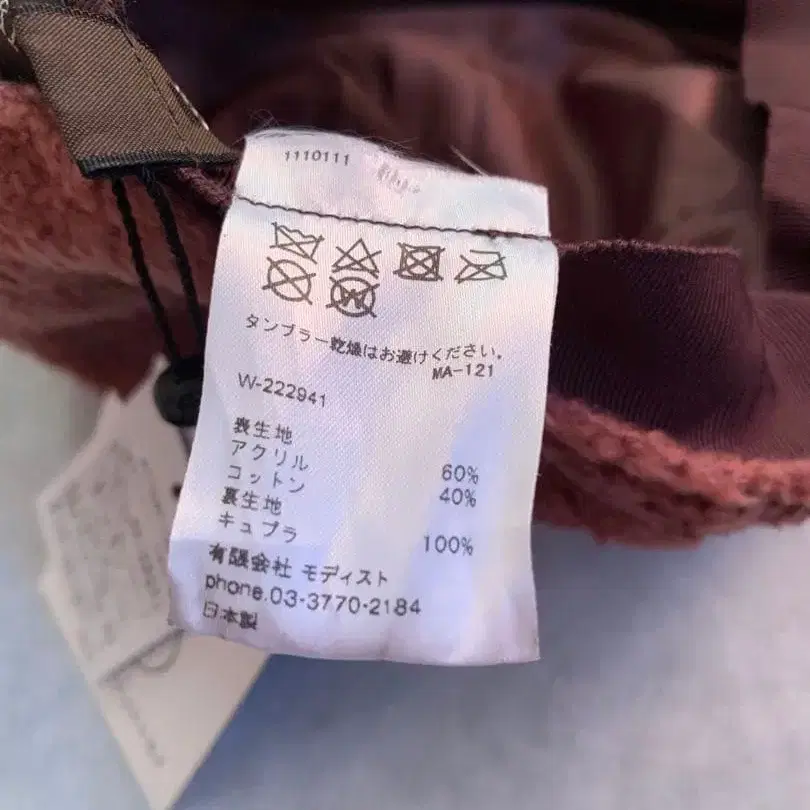 1110111
タンブラー乾燥はお避けください。
MA-121
W-222941
表生地
アクリル 60%
コットン 40%
裏生地
キュプラ 100%
有限会社 モディスト
phone.03-3770-2184
日本製